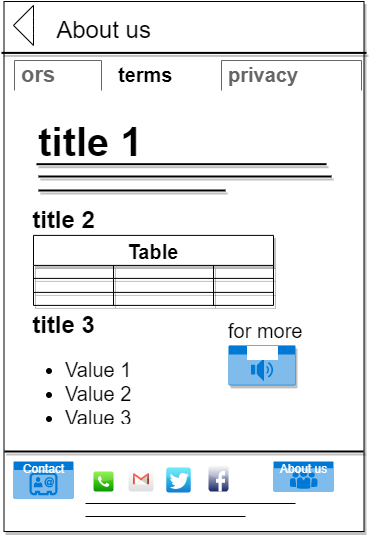 About us
ors
terms
privacy
title 1
title 2
Table
title 3
for more
Value 1
Value 2
Value 3
Contact
About us